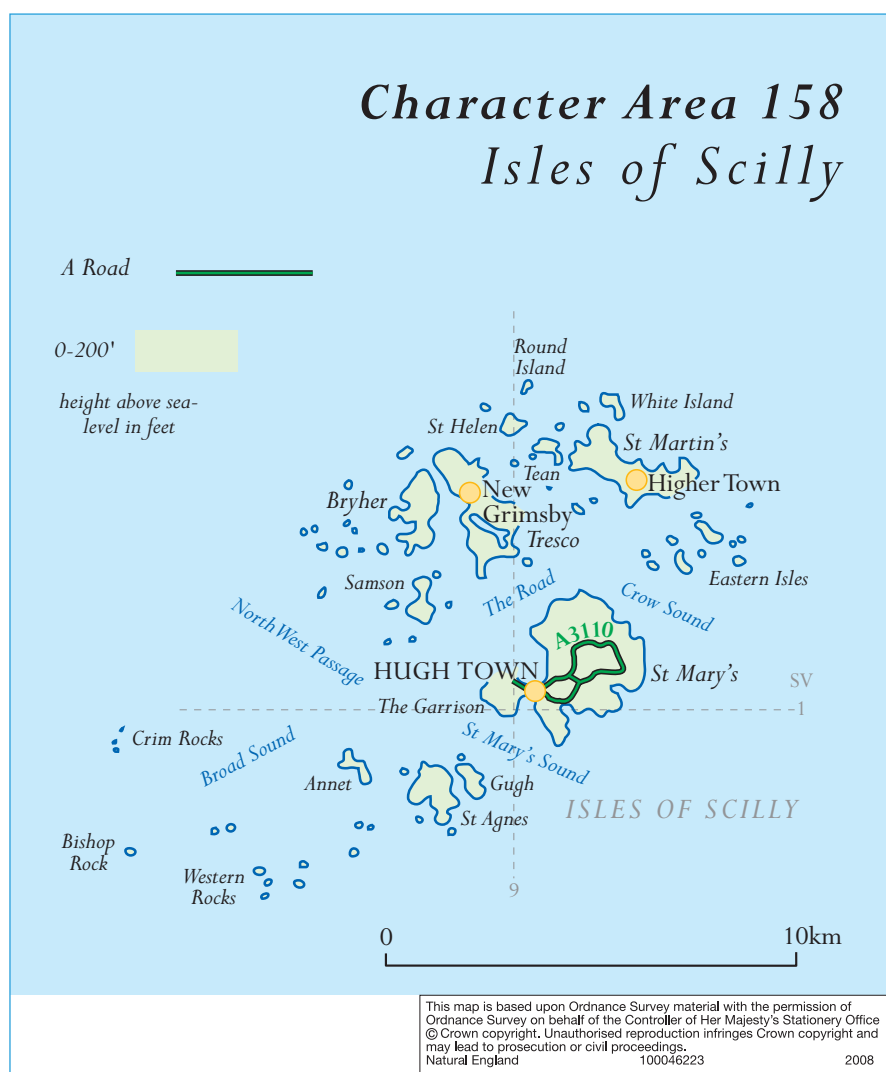 Character Area 158
Isles of Scilly
A Road
0-200'
height above sea-
level in feet
Round
Island
White Island
St Helen
St Martin's
Tean
Higher Town
New
Grimsby
Bryher
Tresco
Eastern Isles
Samson
The Road
Crow Sound
North West Passage
A3110
HUGH TOWN
St Mary's
SV
The Garrison
1
Crim Rocks
Broad Sound
St Mary's Sound
Annet
Gugh
ISLES OF SCILLY
St Agnes
Bishop
Rock
Western
Rocks
9
0
10km
This map is based upon Ordnance Survey material with the permission of
Ordnance Survey on behalf of the Controller of Her Majesty's Stationery Office
© Crown copyright. Unauthorised reproduction infringes Crown copyright and
may lead to prosecution or civil proceedings.
Natural England 100046223 2008